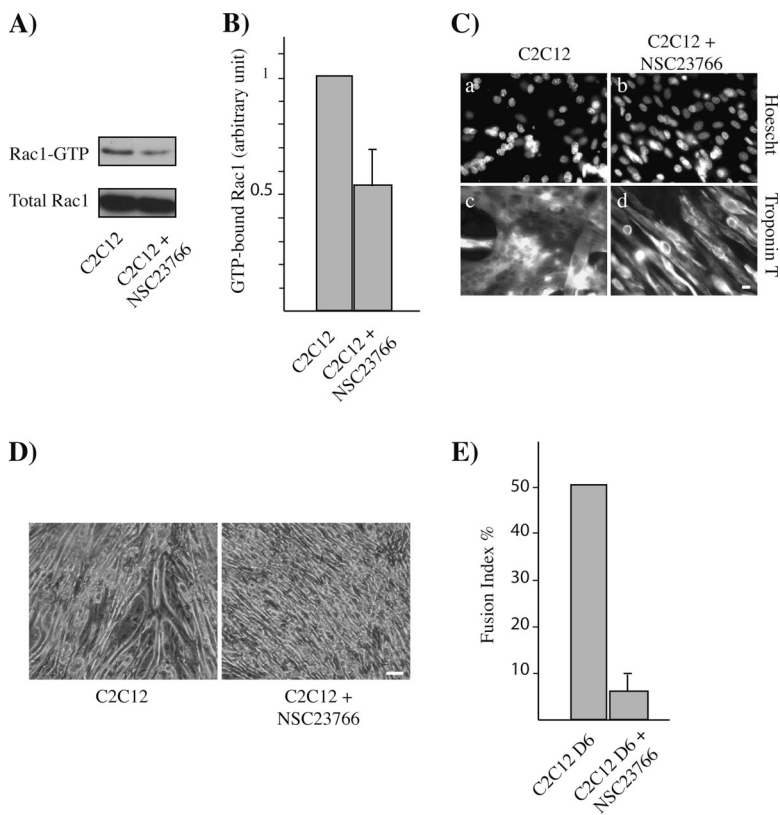 A)
Rac1-GTP
Total Rac1
C2C12
C2C12 +
NSC23766
B)
GTP-bound Rac1 (arbitrary unit)
1
0.5
C2C12
C2C12 +
NSC23766
C)
C2C12
C2C12 +
NSC23766
a
b
Hoescht
c
d
Troponin T
D)
C2C12
C2C12 +
NSC23766
E)
Fusion Index %
50
40
30
20
10
C2C12 D6
C2C12 D6 +
NSC23766